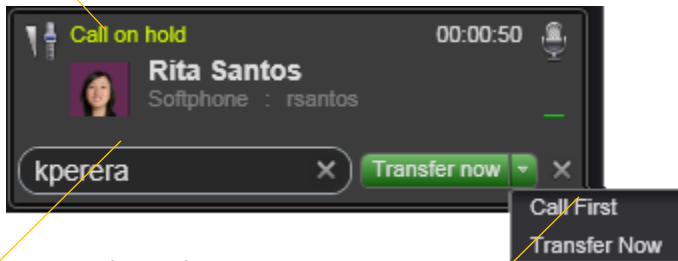 Call on hold 00:00:50
Rita Santos
Softphone : rsantos
kperera Transfer now
Call First
Transfer Now